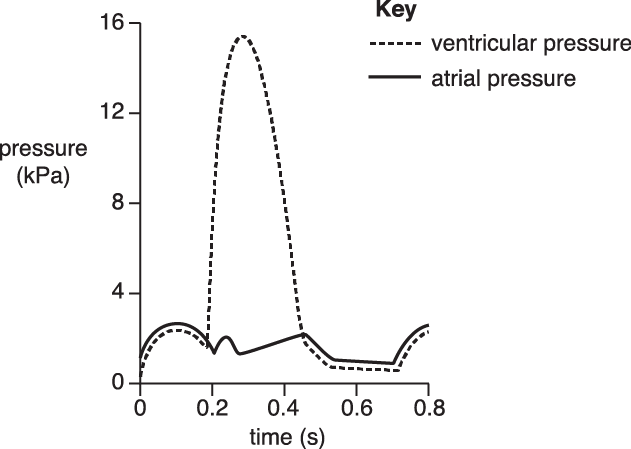 Key
ventricular pressure
atrial pressure
16
12
pressure
(kPa)
8
4
0
0
0.2
0.4
0.6
0.8
time (s)